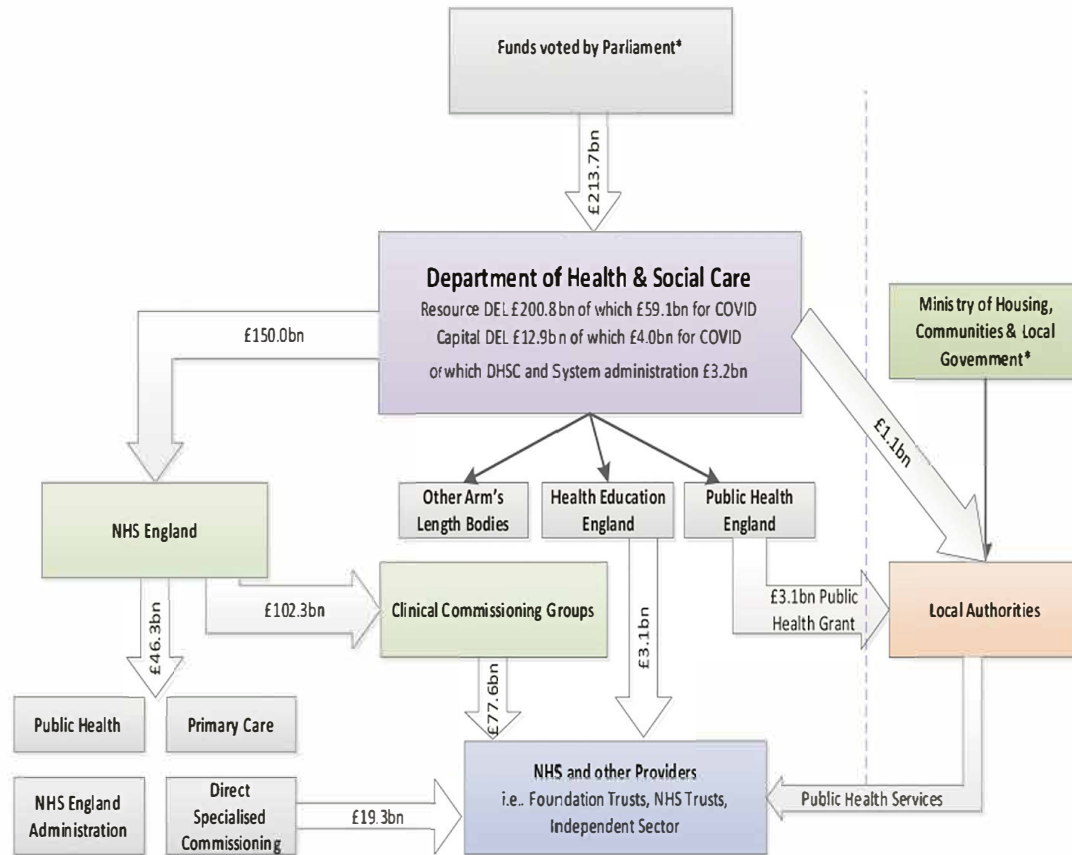 Funds voted by Parliament*
£213.7bn
Department of Health & Social Care
Resource DEL £200.8bn of which £59.1bn for COVID
Capital DEL £12.9bn of which £4.0bn for COVID
of which DHSC and System administration £3.2bn
Ministry of Housing,
Communities & Local
Government*
£150.0bn
£1.1bn
Other Arm's
Length Bodies
Health Education
England
Public Health
England
NHS England
£102.3bn
Clinical Commissioning Groups
£3.1bn Public
Health Grant
Local Authorities
£46.3bn
£77.6bn
£3.1bn
Public Health
Primary Care
NHS England
Administration
Direct
Specialised
Commissioning
£19.3bn
NHS and other Providers
i.e.. Foundation Trusts, NHS Trusts,
Independent Sector
Public Health Services